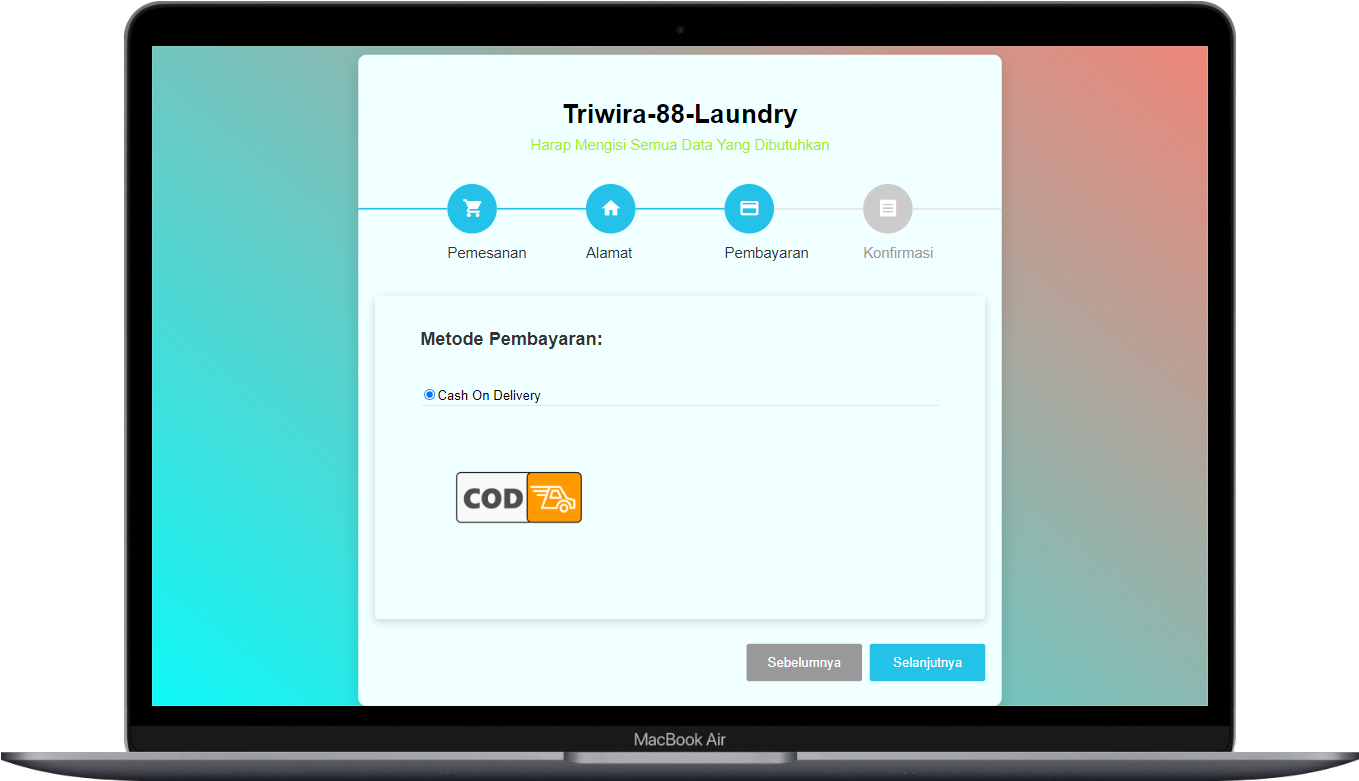 Triwira-88-Laundry
Harap Mengisi Semua Data Yang Dibutuhkan
Pemesanan Alamat Pembayaran Konfirmasi
Metode Pembayaran:
Cash On Delivery
COD
Sebelumnya Selanjutnya
MacBook Air